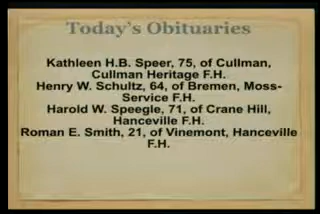 Today's Obituaries
Kathleen H.B. Speer, 75, of Cullman,
Cullman Heritage F.H.
Henry W. Schultz, 64, of Bremen, Moss-
Service F.H.
Harold W. Speegle, 71, of Crane Hill,
Hanceville F.H.
Roman E. Smith, 21, of Vinemont, Hanceville
F.H.